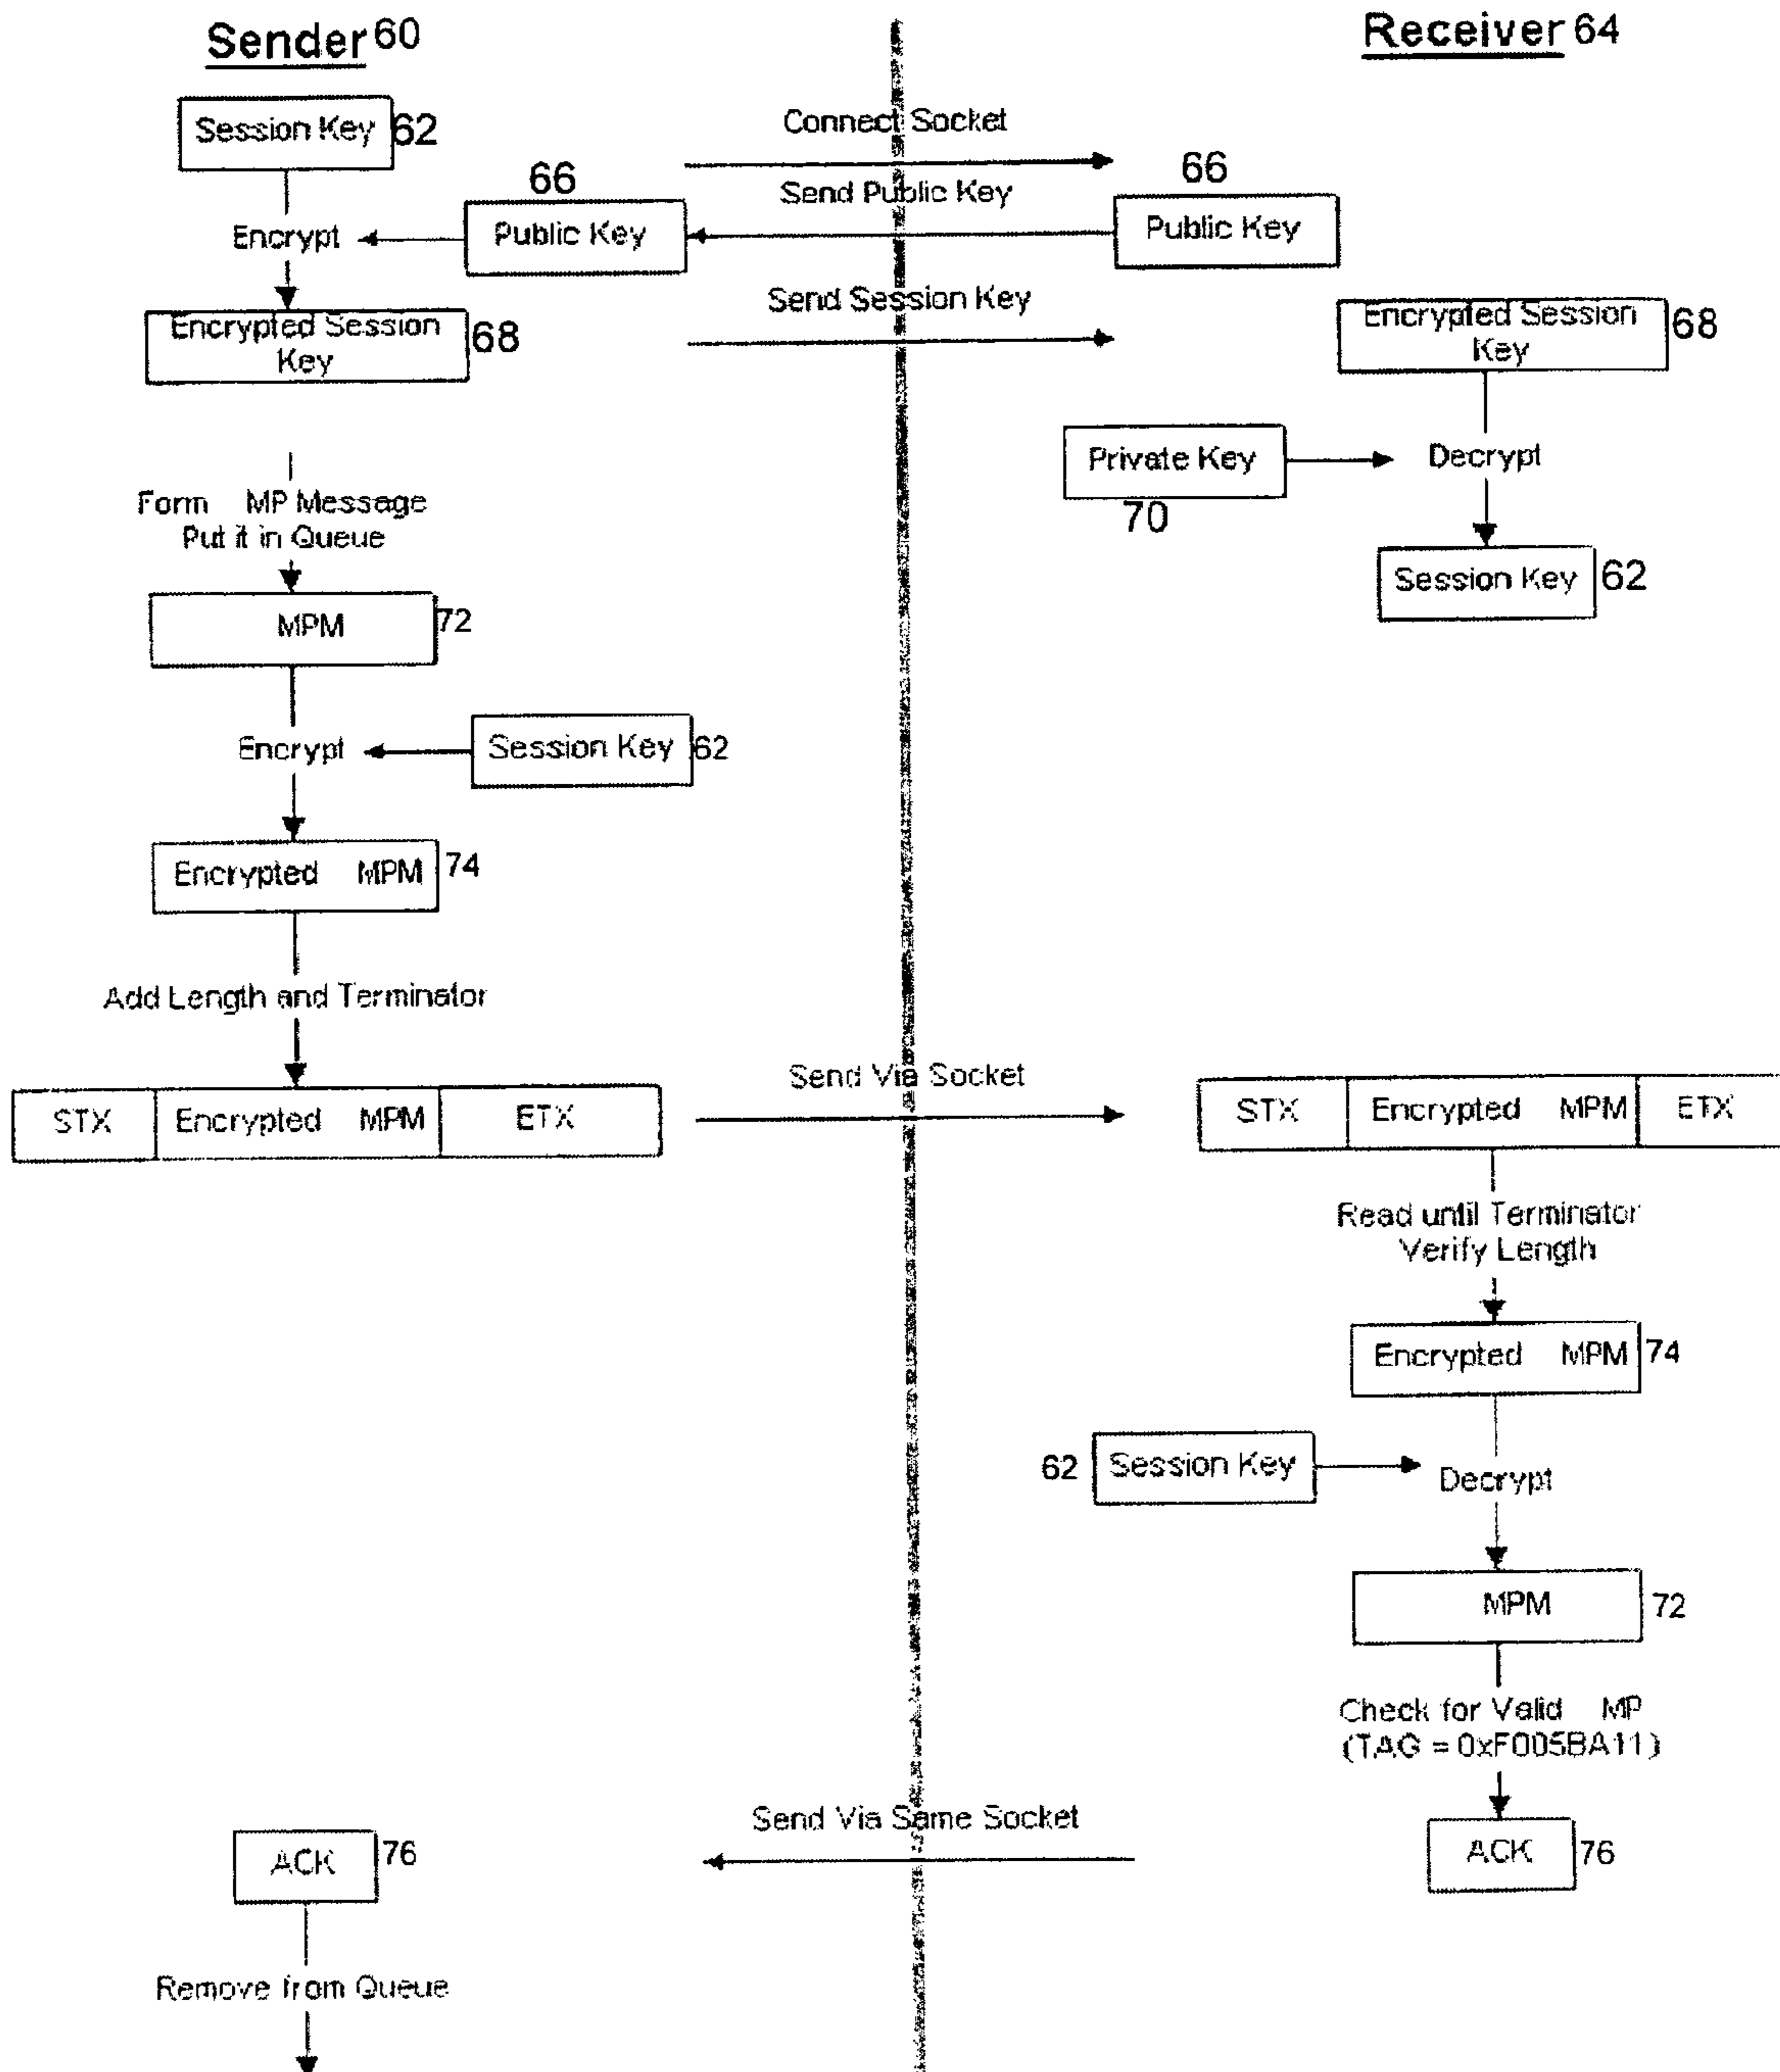 Sender 60
Receiver 64
Session Key 62
Connect Socket
66
Send Public Key
66
Encrypt
Public Key
Public Key
Send Session Key
Encrypted Session
Key
68
Encrypted Session
Key
68
Private Key
70
Decrypt
Form MP Message
Put it in Queue
Session Key 62
MPM 72
Encrypt
Session Key 62
Encrypted MPM 74
Add Length and Terminator
Send Via Socket
STX Encrypted MPM ETX
STX Encrypted MPM ETX
Read until Terminator
Verify Length
Encrypted MPM 74
62 Session Key
Decrypt
MPM 72
Check for Valid MP
(TAG = 0xF005BA11)
Send Via Same Socket
ACK 76
ACK 76
Remove from Queue